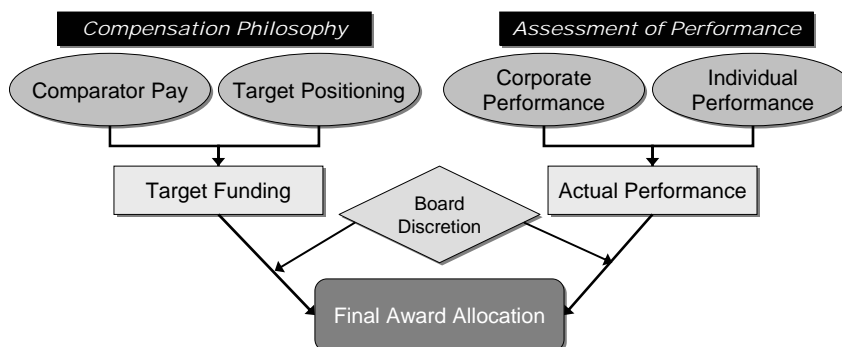 Compensation Philosophy
Assessment of Performance
Comparator Pay
Target Positioning
Corporate
Performance
Individual
Performance
Target Funding
Board
Discretion
Actual Performance
Final Award Allocation